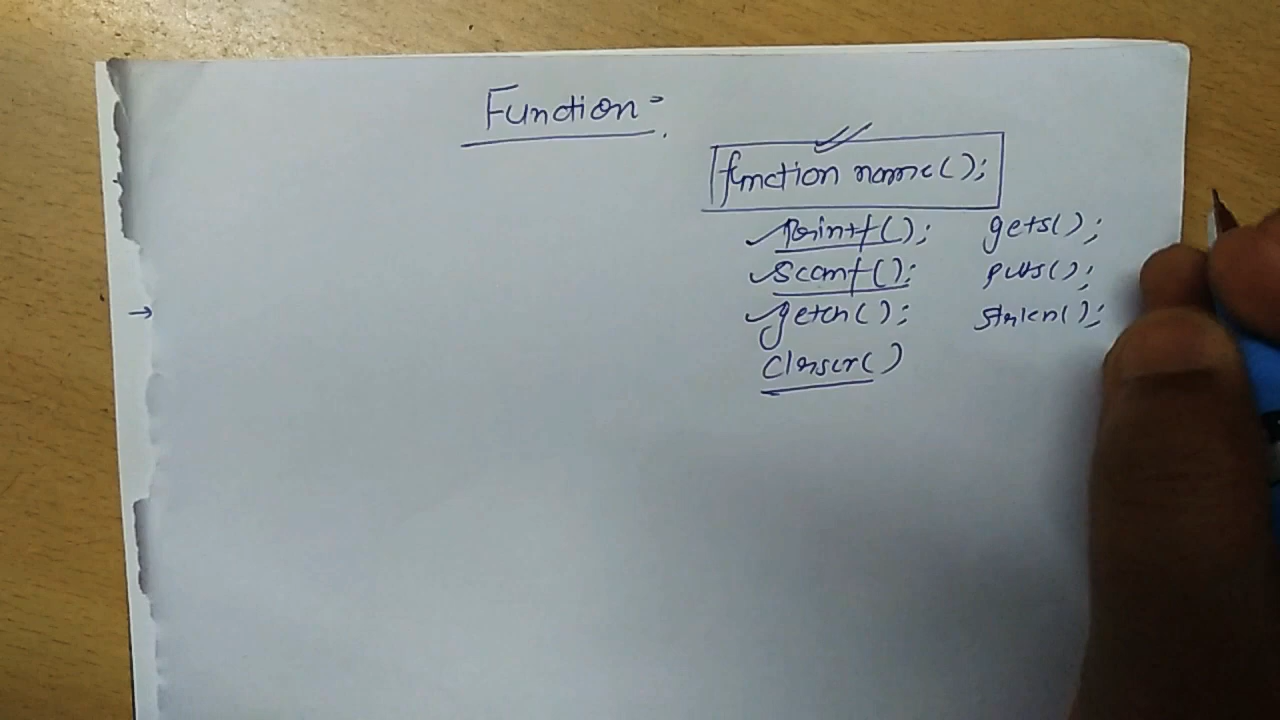 Function :-
function name();
printf(); gets();
scanf(); puts();
getch(); strlen();
clrscr()